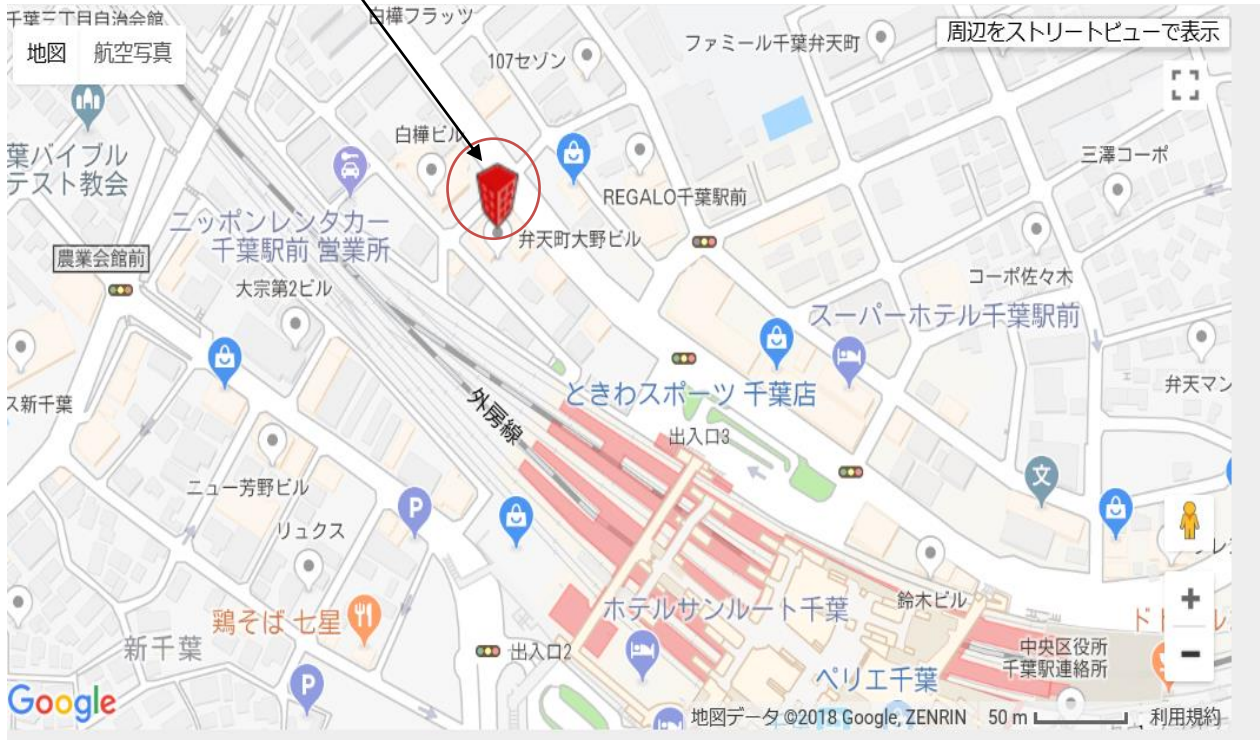 千葉三丁目自治会館
白樺フラッツ
地図 航空写真
107セゾン
ファミール千葉弁天町
周辺をストリートビューで表示
白樺ビル
葉バイブル
テスト教会
三澤コーポ
REGALO千葉駅前
ニッポンレンタカー
千葉駅前 営業所
弁天町大野ビル
農業会館前
大宗第2ビル
コーポ佐々木
スーパーホテル千葉駅前
ときわスポーツ 千葉店
弁天マン
ス新千葉
外房線
出入口3
文
ニュー芳野ビル
P
リュクス
ホテルサンルート千葉
鈴木ビル
鶏そば 七星
新千葉
出入口2
中央区役所
千葉駅連絡所
ペリエ千葉
P
Google
地図データ ©2018 Google, ZENRIN 50 m 利用規約